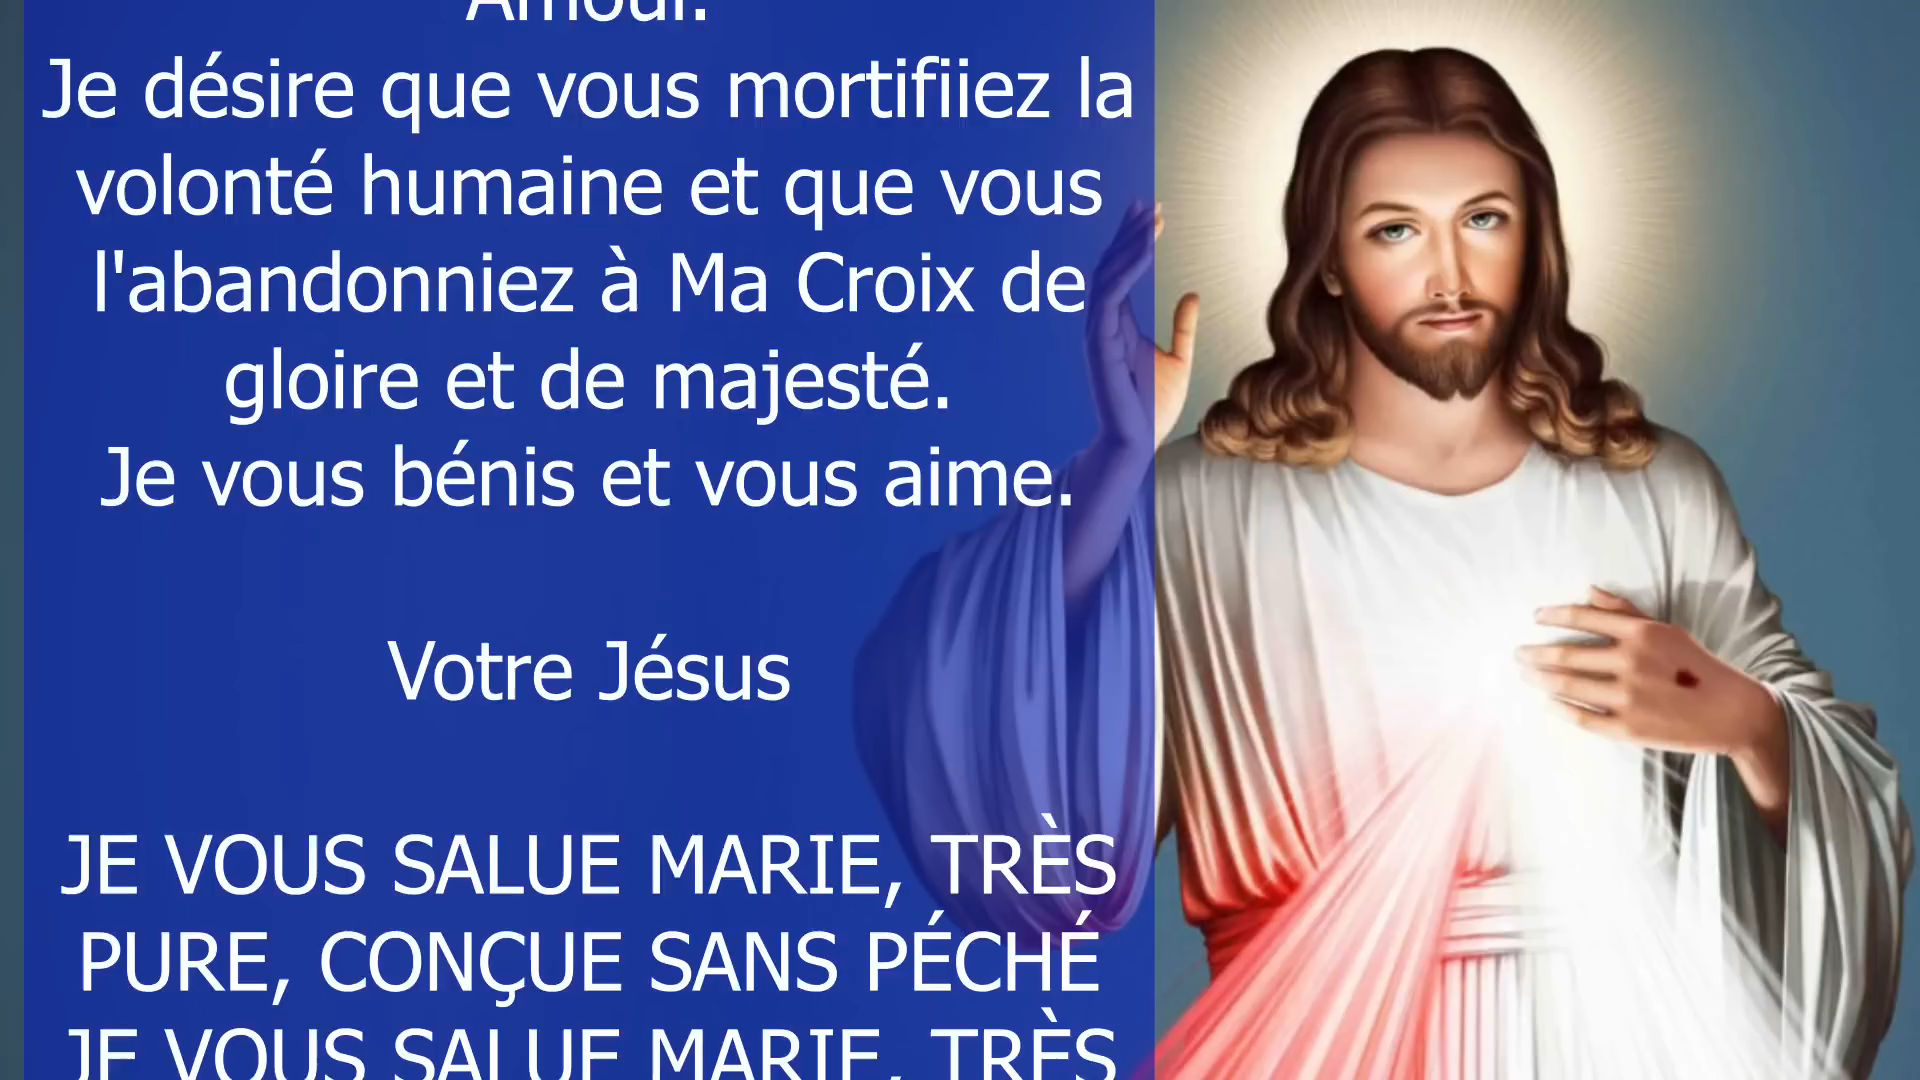 Amour.
Je désire que vous mortifiiez la
volonté humaine et que vous
l'abandonniez à Ma Croix de
gloire et de majesté.
Je vous bénis et vous aime.
Votre Jésus
JE VOUS SALUE MARIE, TRÈS
PURE, CONÇUE SANS PÉCHÉ
JE VOUS SALUE MARIE, TRÈS